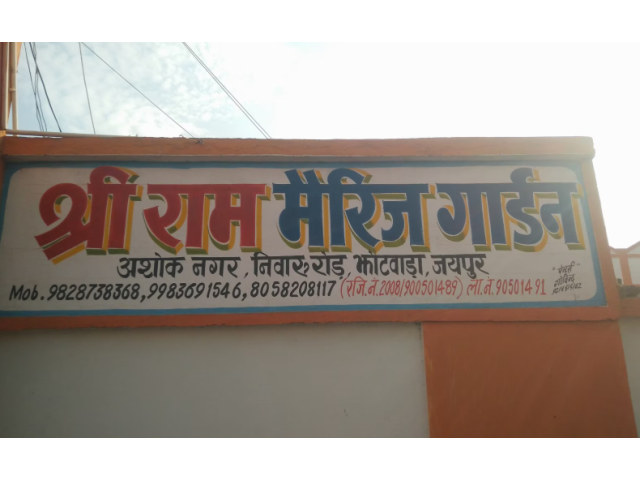 श्री राम मैरिज गार्डन
अशोक नगर, निवारू रोड़, झोटवाड़ा, जयपुर
Mob. 9828738368, 9983691546, 8058208117 (रजि.नं. 2008/900501489) ला.नं. 90501491